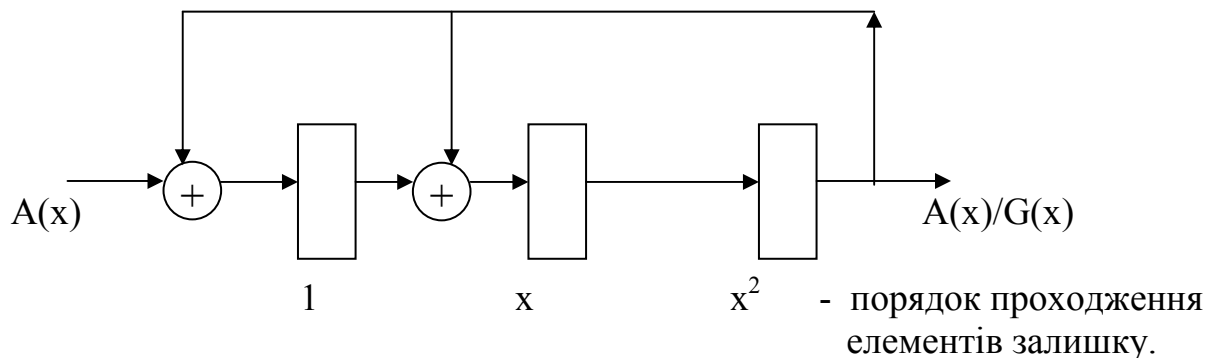 +
+
A(x)
A(x)/G(x)
1 x x² - порядок проходження
елементів залишку.